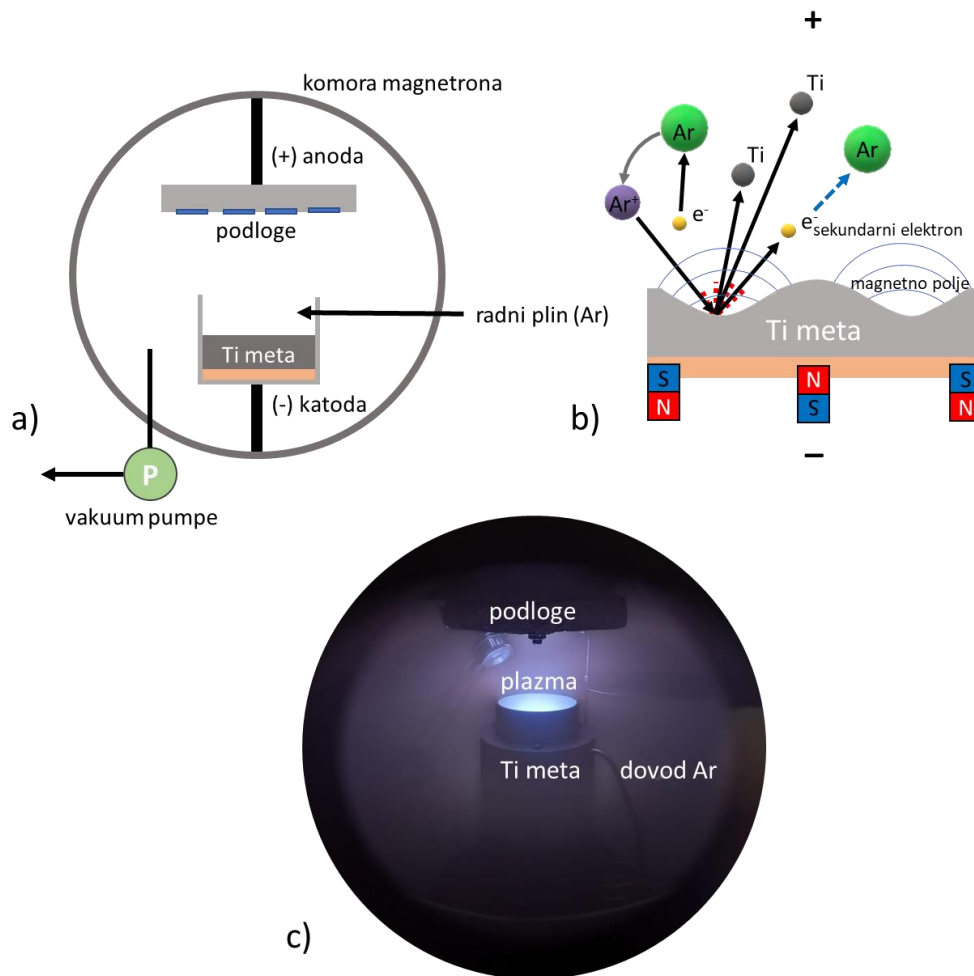 komora magnetrona
(+) anoda
podloge
radni plin (Ar)
Ti meta
(-) katoda
a)
P
vakuum pumpe
+
Ti
Ar
Ti
Ar
Ar⁺
e⁻
e⁻
sekundarni elektron
magnetno polje
Ti meta
S
N
N
S
S
N
b)
–
podloge
plazma
Ti meta
dovod Ar
c)